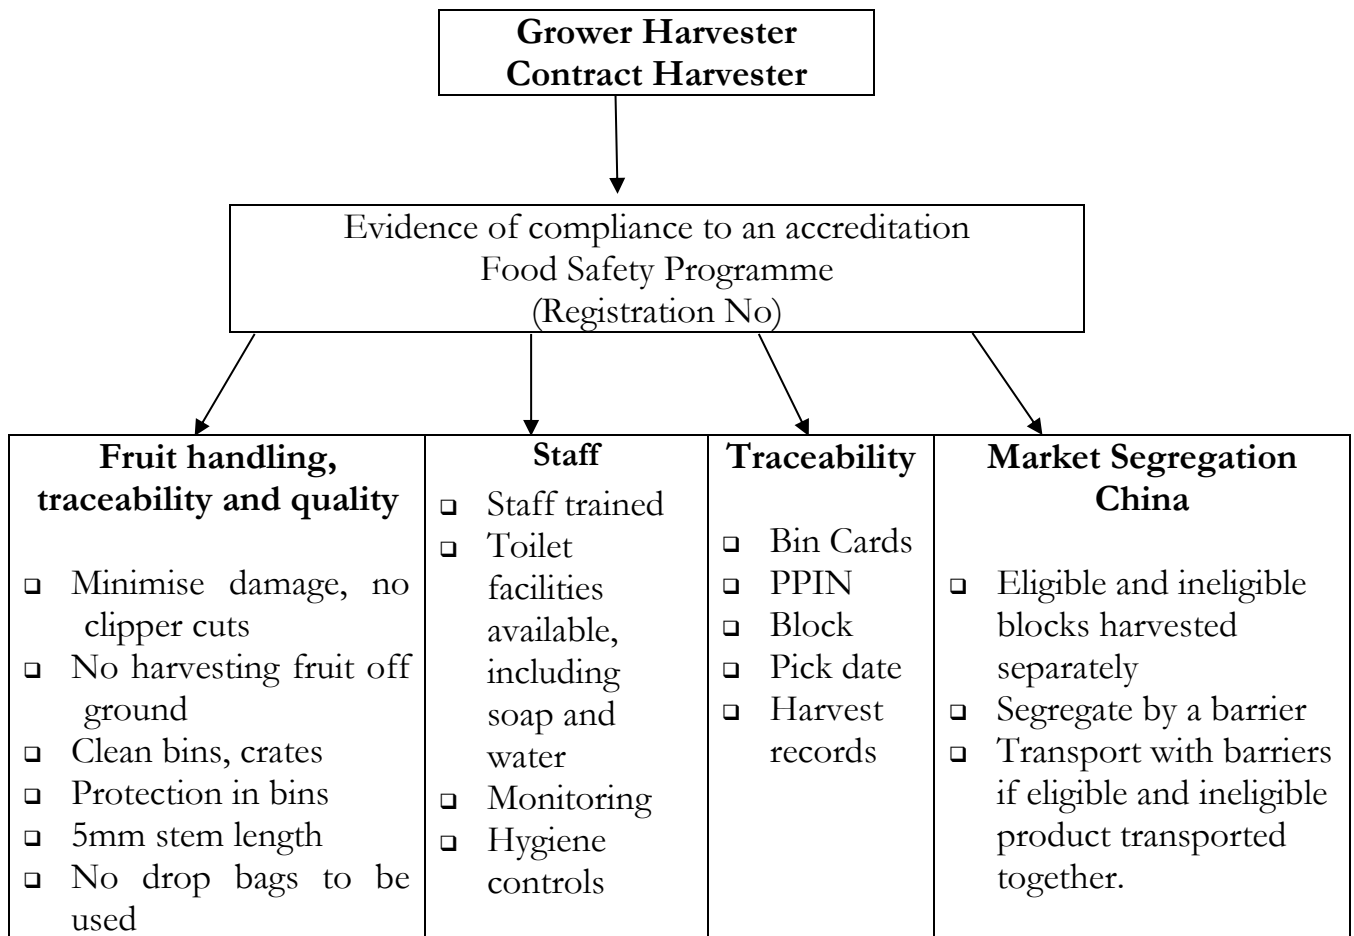 Grower Harvester
Contract Harvester
Evidence of compliance to an accreditation
Food Safety Programme
(Registration No)
Fruit handling,
traceability and quality
❑ Minimise damage, no
clipper cuts
❑ No harvesting fruit off
ground
❑ Clean bins, crates
❑ Protection in bins
❑ 5mm stem length
❑ No drop bags to be
used
Staff
❑ Staff trained
❑ Toilet
facilities
available,
including
soap and
water
❑ Monitoring
❑ Hygiene
controls
Traceability
❑ Bin Cards
❑ PPIN
❑ Block
❑ Pick date
❑ Harvest
records
Market Segregation
China
❑ Eligible and ineligible
blocks harvested
separately
❑ Segregate by a barrier
❑ Transport with barriers
if eligible and ineligible
product transported
together.